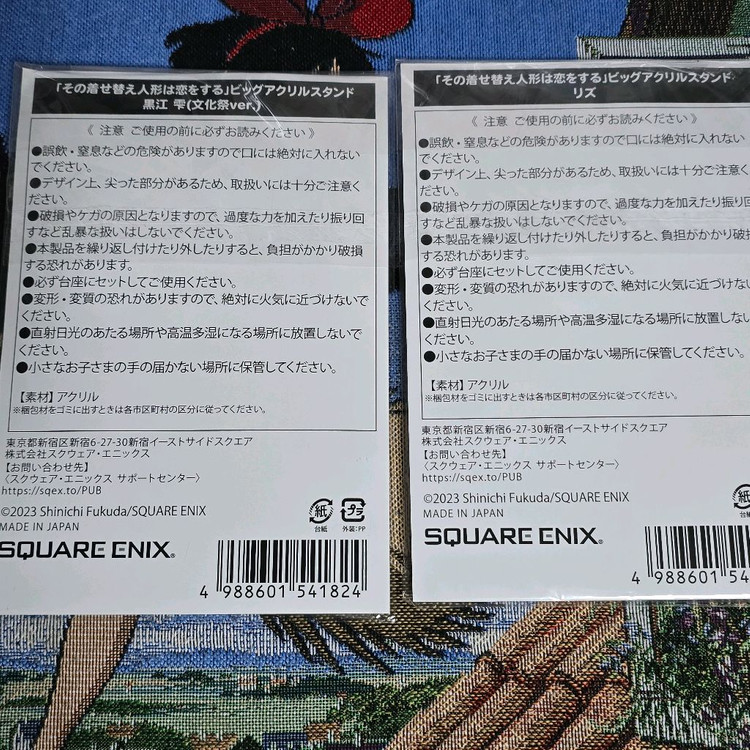 「その着せ替え人形は恋をする」ビッグアクリルスタンド
黒江 雫(文化祭ver.)
《 注意 ご使用の前に必ずお読みください 》
●誤飲・窒息などの危険がありますので口には絶対に入れない
でください。
●デザイン上、尖った部分があるため、取扱いには十分ご注意く
ださい。
●破損やケガの原因となりますので、過度な力を加えたり振り回
すなど乱暴な扱いはしないでください。
●本製品を繰り返し付けたり外したりすると、負担がかかり破損
する恐れがあります。
●必ず台座にセットしてご使用ください。
●変形・変質の恐れがありますので、絶対に火気に近づけないで
ください。
●直射日光のあたる場所や高温多湿になる場所に放置しないで
ください。
●小さなお子さまの手の届かない場所に保管してください。
【素材】アクリル
※梱包材をゴミに出すときは各市区町村の区分に従ってください。
東京都新宿区新宿6-27-30新宿イーストサイドスクエア
株式会社スクウェア・エニックス
【お問い合わせ先】
〈スクウェア・エニックス サポートセンター〉
https://sqex.to/PUB
©2023 Shinichi Fukuda/SQUARE ENIX
MADE IN JAPAN
紙
台紙
プラ
外装:PP
SQUARE ENIX®
4 988601 541824
「その着せ替え人形は恋をする」ビッグアクリルスタンド
リズ
《 注意 ご使用の前に必ずお読みください 》
●誤飲・窒息などの危険がありますので口には絶対に入れない
でください。
●デザイン上、尖った部分があるため、取扱いには十分ご注意く
ださい。
●破損やケガの原因となりますので、過度な力を加えたり振り回
すなど乱暴な扱いはしないでください。
●本製品を繰り返し付けたり外したりすると、負担がかかり破損
する恐れがあります。
●必ず台座にセットしてご使用ください。
●変形・変質の恐れがありますので、絶対に火気に近づけない
ください。
●直射日光のあたる場所や高温多湿になる場所に放置しない
ください。
●小さなお子さまの手の届かない場所に保管してください。
【素材】アクリル
※梱包材をゴミに出すときは各市区町村の区分に従ってください。
東京都新宿区新宿6-27-30新宿イーストサイドスクエア
株式会社スクウェア・エニックス
【お問い合わせ先】
〈スクウェア・エニックス サポートセンター〉
https://sqex.to/PUB
©2023 Shinichi Fukuda/SQUARE ENIX
MADE IN JAPAN
紙
台紙
SQUARE ENIX®
4 988601 54